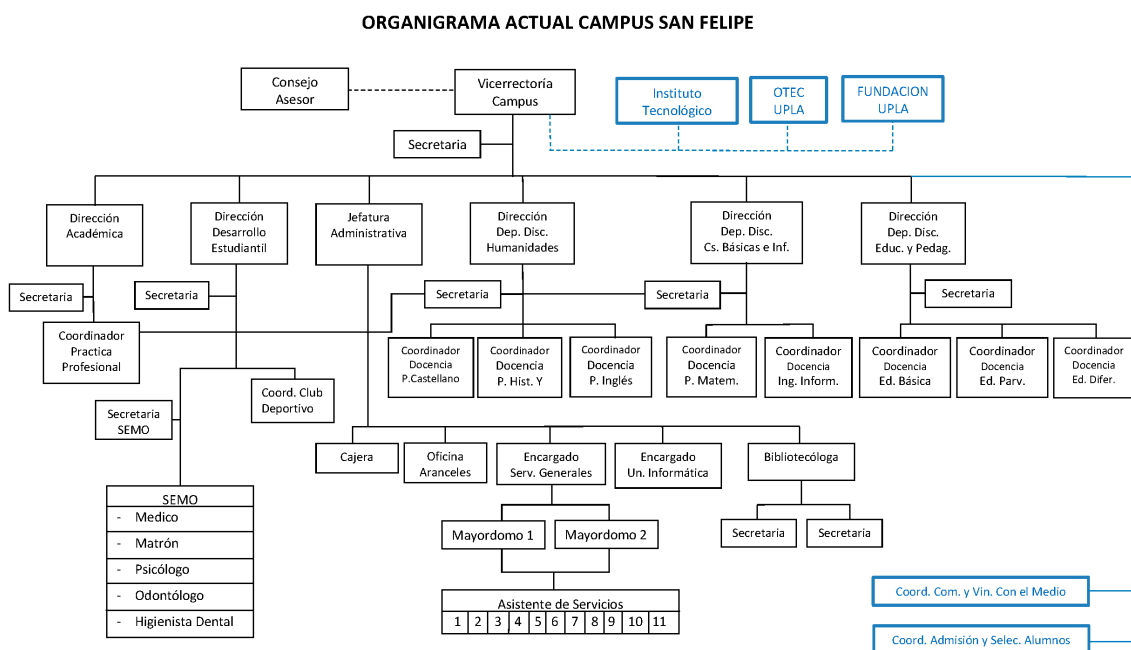 ORGANIGRAMA ACTUAL CAMPUS SAN FELIPE
Consejo
Asesor
Vicerrectoría
Campus
Instituto
Tecnológico
OTEC
UPLA
FUNDACION
UPLA
Secretaria
Dirección
Académica
Dirección
Desarrollo
Estudiantil
Jefatura
Administrativa
Dirección
Dep. Disc.
Humanidades
Dirección
Dep. Disc.
Cs. Básicas e Inf.
Dirección
Dep. Disc.
Educ. y Pedag.
Secretaria
Secretaria
Secretaria
Secretaria
Secretaria
Coordinador
Practica
Profesional
Coordinador
Docencia
P.Castellano
Coordinador
Docencia
P. Hist. Y
Coordinador
Docencia
P. Inglés
Coordinador
Docencia
P. Matem.
Coordinador
Docencia
Ing. Inform.
Coordinador
Docencia
Ed. Básica
Coordinador
Docencia
Ed. Parv.
Coordinador
Docencia
Ed. Difer.
Coord. Club
Deportivo
Secretaria
SEMO
Cajera
Oficina
Aranceles
Encargado
Serv. Generales
Encargado
Un. Informática
Bibliotecóloga
SEMO
- Medico
- Matrón
- Psicólogo
- Odontólogo
- Higienista Dental
Mayordomo 1
Mayordomo 2
Secretaria
Secretaria
Asistente de Servicios
1 2 3 4 5 6 7 8 9 10 11
Coord. Com. y Vin. Con el Medio
Coord. Admisión y Selec. Alumnos